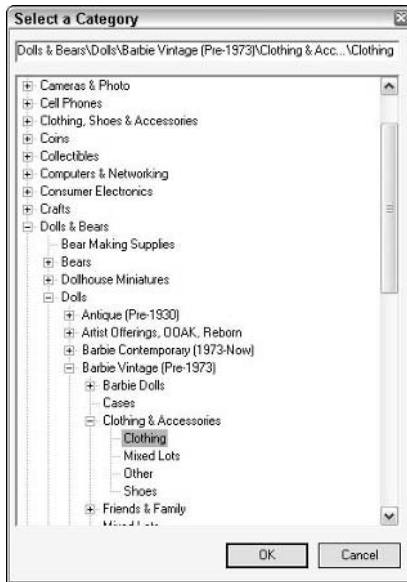 Select a Category
Dolls & Bears\Dolls\Barbie Vintage (Pre-1973)\Clothing & Acc...\Clothing
Cameras & Photo
Cell Phones
Clothing, Shoes & Accessories
Coins
Collectibles
Computers & Networking
Consumer Electronics
Crafts
Dolls & Bears
Bear Making Supplies
Bears
Dollhouse Miniatures
Dolls
Antique (Pre-1930)
Artist Offerings, OOAK, Reborn
Barbie Contemporary (1973-Now)
Barbie Vintage (Pre-1973)
Barbie Dolls
Cases
Clothing & Accessories
Clothing
Mixed Lots
Other
Shoes
Friends & Family
Mixed Lots
OK Cancel